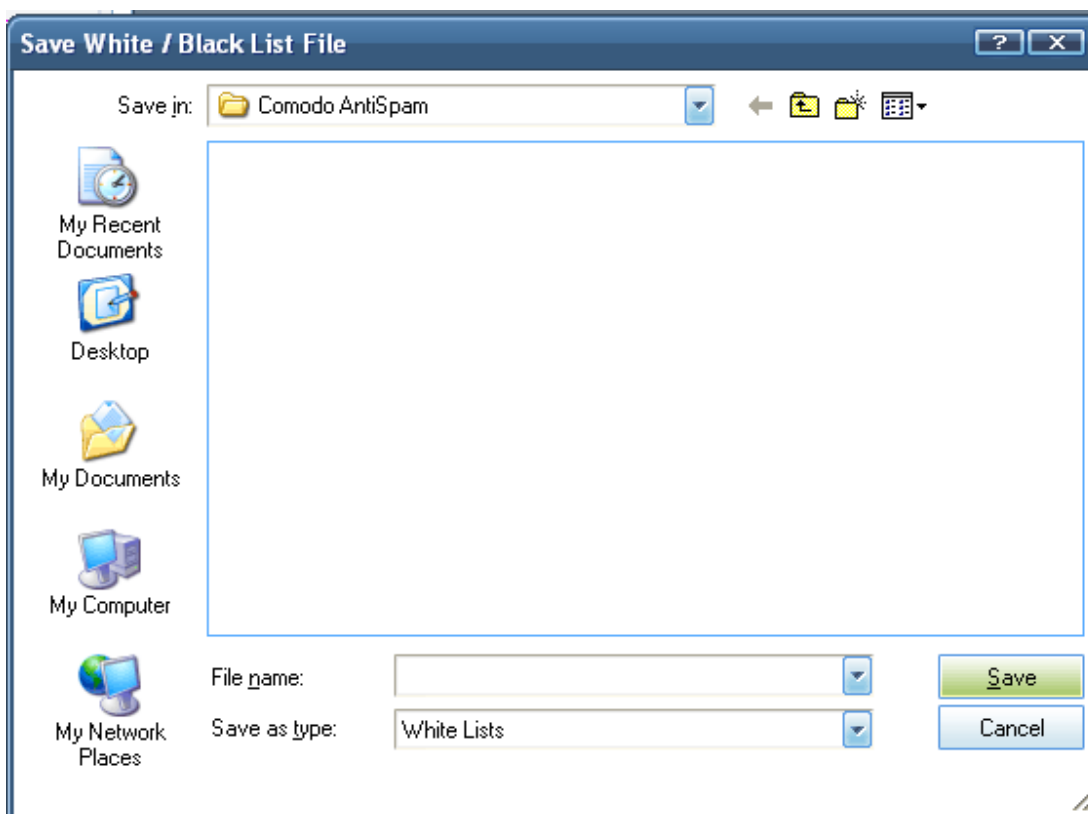 Save White / Black List File
Save in: Comodo AntiSpam
My Recent
Documents
Desktop
My Documents
My Computer
My Network
Places
File name:
Save
Save as type: White Lists
Cancel